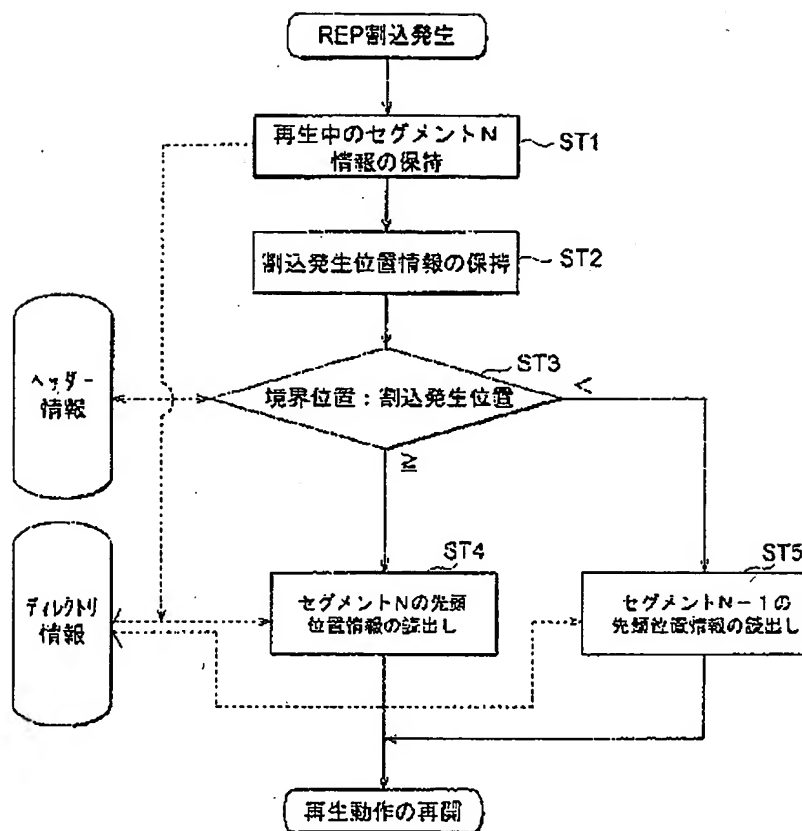 REP割込発生
再生中のセグメントN
情報の保持
ST1
割込発生位置情報の保持
ST2
ST3
境界位置：割込発生位置
<
≧
ヘッダー
情報
ST4
セグメントNの先頭
位置情報の読出し
ST5
セグメントN－1の
先頭位置情報の読出し
ディレクトリ
情報
再生動作の再開